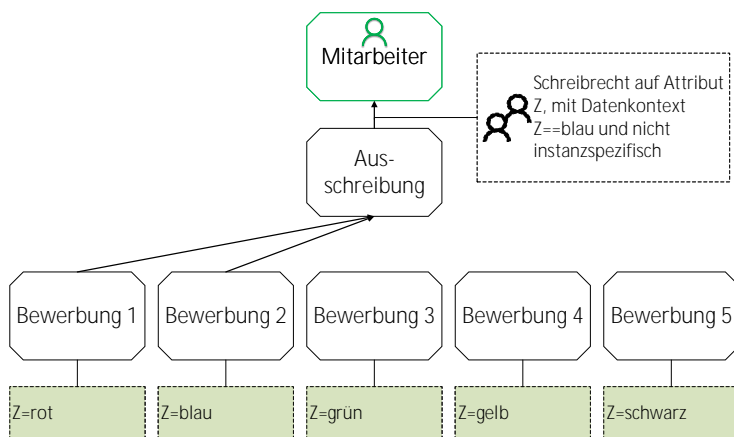 Mitarbeiter
Schreibrecht auf Attribut
Z, mit Datenkontext
Z==blau und nicht
instanzspezifisch
Aus-
schreibung
Bewerbung 1
Bewerbung 2
Bewerbung 3
Bewerbung 4
Bewerbung 5
Z=rot
Z=blau
Z=grün
Z=gelb
Z=schwarz